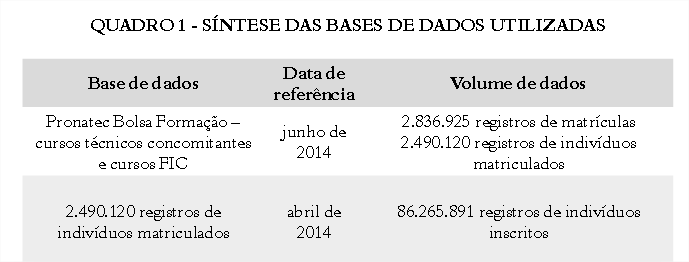 QUADRO 1 - SÍNTESE DAS BASES DE DADOS UTILIZADAS
Base de dados
Data de
referência
Volume de dados
Pronatec Bolsa Formação –
cursos técnicos concomitantes
e cursos FIC
junho de
2014
2.836.925 registros de matrículas
2.490.120 registros de indivíduos
matriculados
2.490.120 registros de
indivíduos matriculados
abril de
2014
86.265.891 registros de indivíduos
inscritos